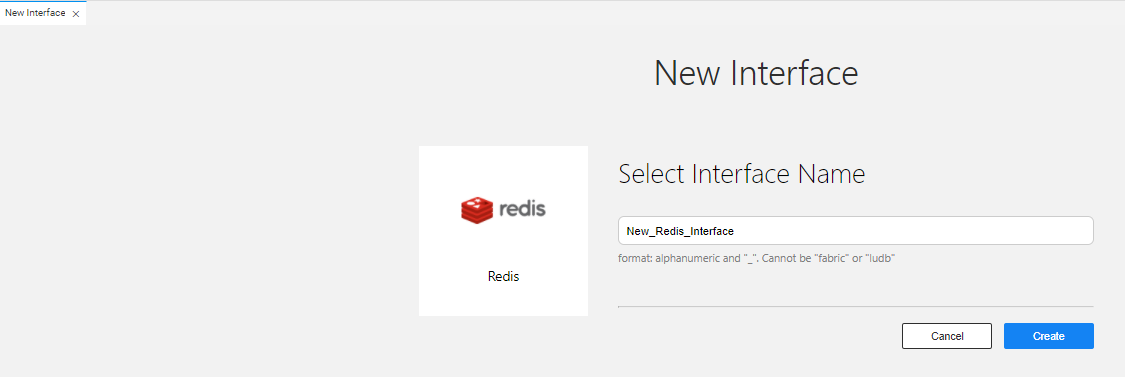 New Interface
New Interface
redis
Redis
Select Interface Name
New_Redis_Interface
format: alphanumeric and "_". Cannot be "fabric" or "ludb"
Cancel
Create